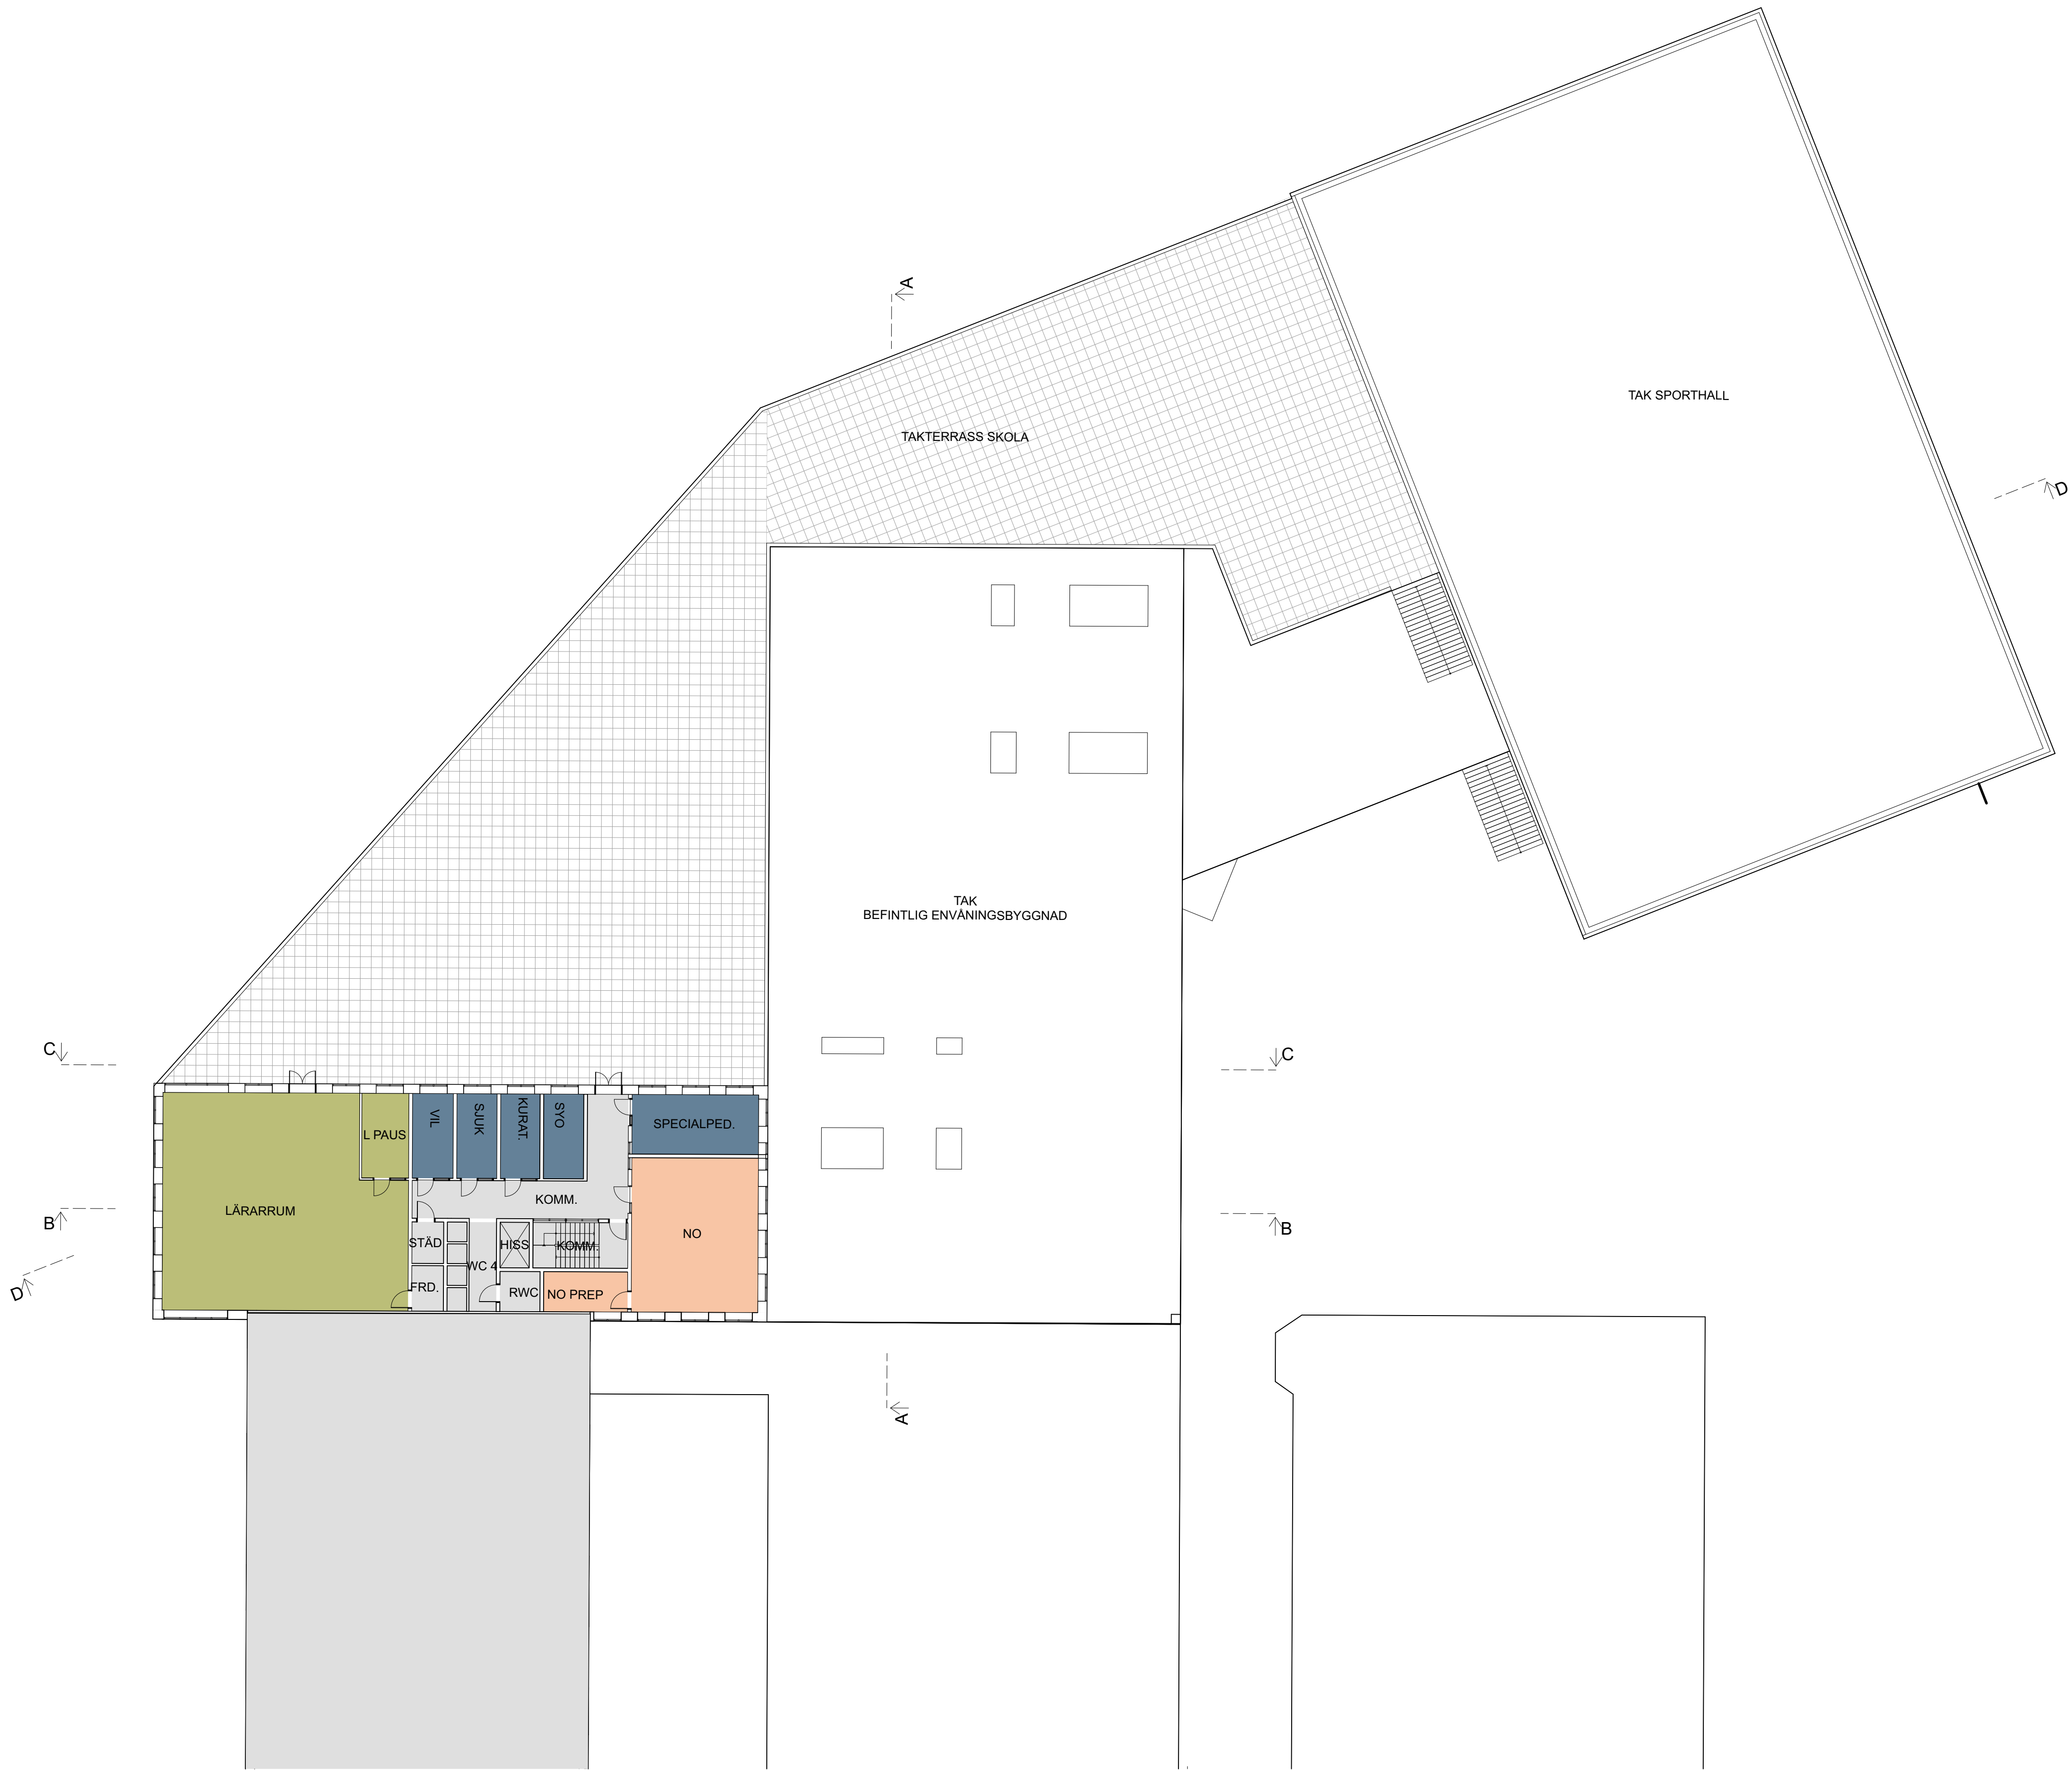 A
TAK SPORTHALL
TAKTERRASS SKOLA
D
TAK
BEFINTLIG ENVÅNINGSBYGGNAD
C
C
VIL
SJUK
KURAT.
SYO
SPECIALPED.
L PAUS
KOMM.
LÄRARRUM
B
B
NO
STÄD
HISS
KOMM.
WC 4
FRD.
RWC
NO PREP
D
A